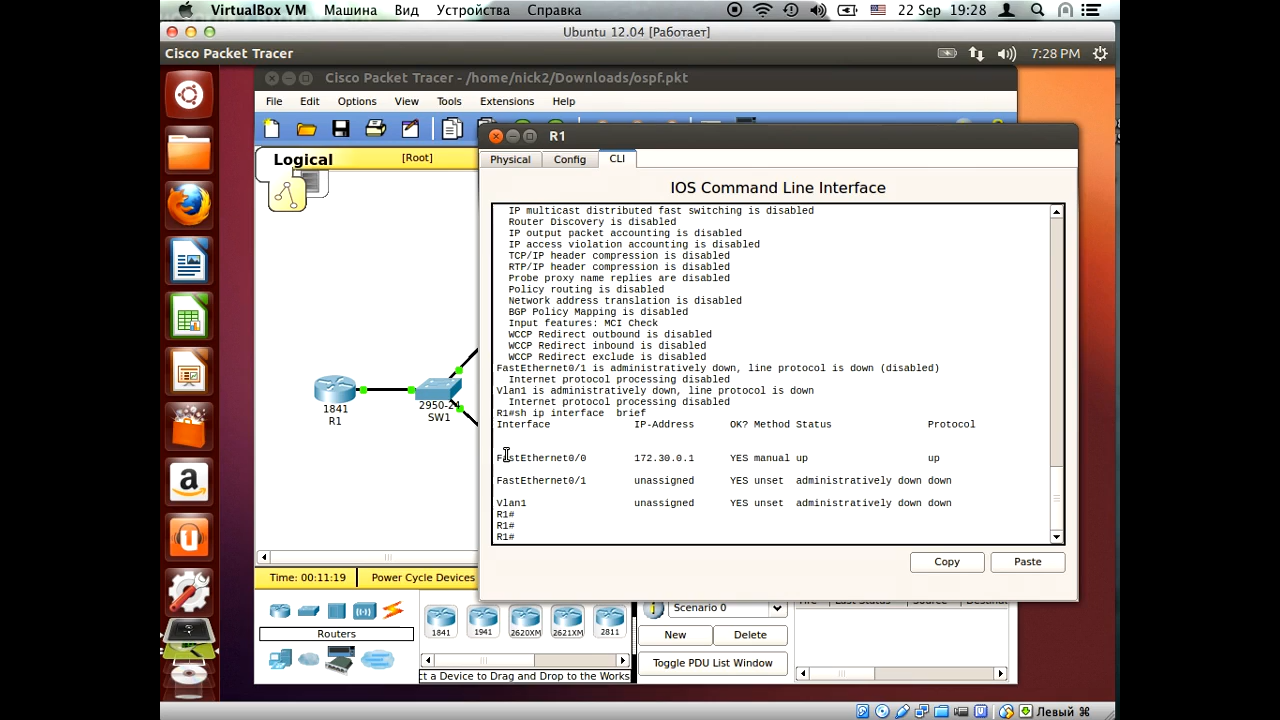 VirtualBox VM Машина Вид Устройства Справка 22 Sep 19:28
Ubuntu 12.04 [Работает]
Cisco Packet Tracer 7:28 PM
Cisco Packet Tracer - /home/nick2/Downloads/ospf.pkt
File Edit Options View Tools Extensions Help
R1
Logical [Root]
Physical Config CLI
IOS Command Line Interface
IP multicast distributed fast switching is disabled
Router Discovery is disabled
IP output packet accounting is disabled
IP access violation accounting is disabled
TCP/IP header compression is disabled
RTP/IP header compression is disabled
Probe proxy name replies are disabled
Policy routing is disabled
Network address translation is disabled
BGP Policy Mapping is disabled
Input features: MCI Check
WCCP Redirect outbound is disabled
WCCP Redirect inbound is disabled
WCCP Redirect exclude is disabled
FastEthernet0/1 is administratively down, line protocol is down (disabled)
Internet protocol processing disabled
Vlan1 is administratively down, line protocol is down
Internet protocol processing disabled
R1#sh ip interface brief
Interface IP-Address OK? Method Status Protocol
FastEthernet0/0 172.30.0.1 YES manual up up
FastEthernet0/1 unassigned YES unset administratively down down
Vlan1 unassigned YES unset administratively down down
R1#
R1#
R1#
1841
R1
2950-24
SW1
Copy Paste
Time: 00:11:19 Power Cycle Devices
Routers
1841 1941 2620XM 2621XM 2811
Scenario 0
New Delete
Toggle PDU List Window
Fire Last Status Source Destinat
ct a Device to Drag and Drop to the Works
Левый ⌘